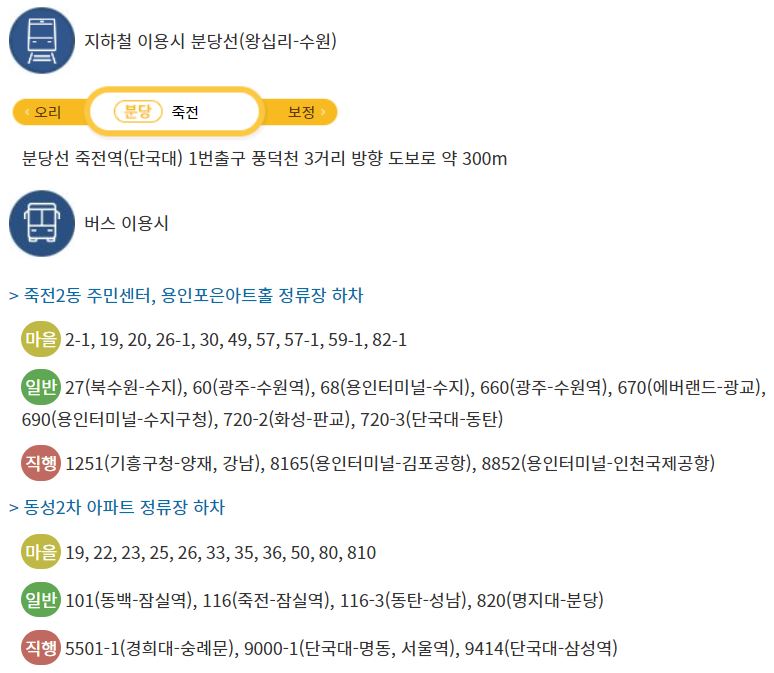 지하철 이용시 분당선(왕십리-수원)
‹ 오리 분당 죽전 보정 ›
분당선 죽전역(단국대) 1번출구 풍덕천 3거리 방향 도보로 약 300m
버스 이용시
> 죽전2동 주민센터, 용인포은아트홀 정류장 하차
마을 2-1, 19, 20, 26-1, 30, 49, 57, 57-1, 59-1, 82-1
일반 27(북수원-수지), 60(광주-수원역), 68(용인터미널-수지), 660(광주-수원역), 670(에버랜드-광교),
690(용인터미널-수지구청), 720-2(화성-판교), 720-3(단국대-동탄)
직행 1251(기흥구청-양재, 강남), 8165(용인터미널-김포공항), 8852(용인터미널-인천국제공항)
> 동성2차 아파트 정류장 하차
마을 19, 22, 23, 25, 26, 33, 35, 36, 50, 80, 810
일반 101(동백-잠실역), 116(죽전-잠실역), 116-3(동탄-성남), 820(명지대-분당)
직행 5501-1(경희대-숭례문), 9000-1(단국대-명동, 서울역), 9414(단국대-삼성역)